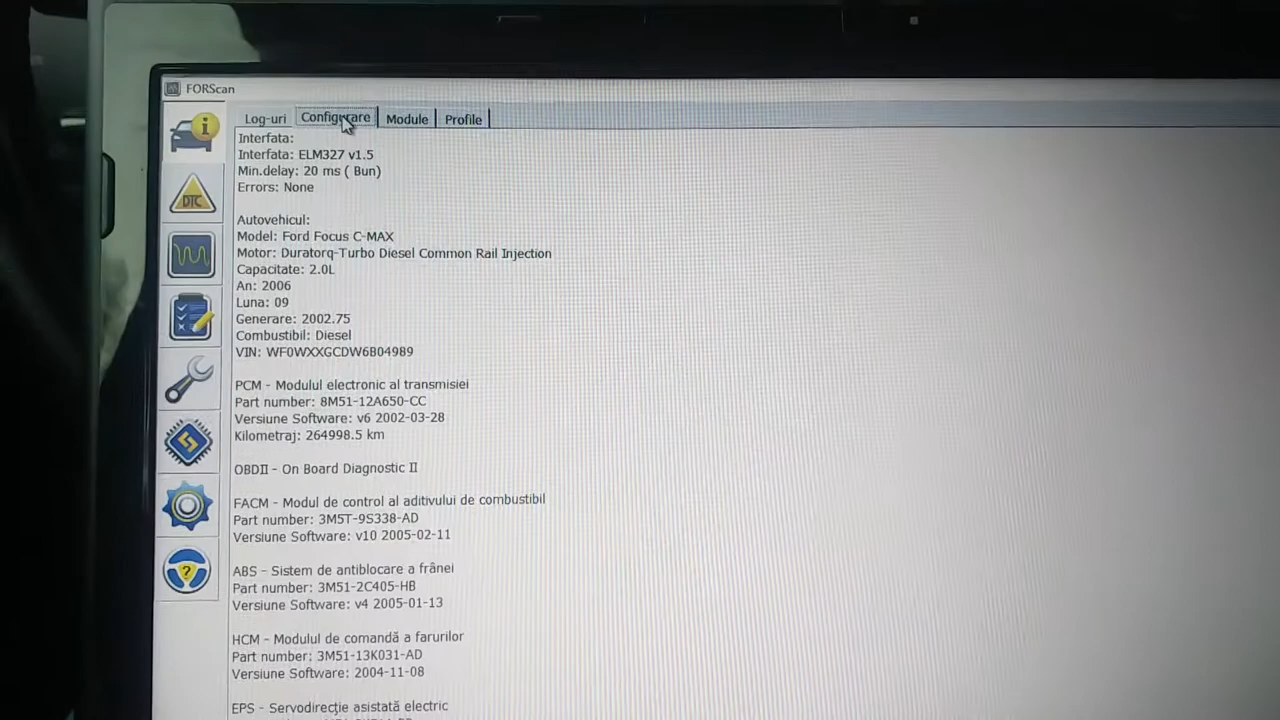 FORScan
Log-uri Configurare Module Profile
Interfata:
Interfata: ELM327 v1.5
Min.delay: 20 ms ( Bun)
Errors: None
Autovehicul:
Model: Ford Focus C-MAX
Motor: Duratorq-Turbo Diesel Common Rail Injection
Capacitate: 2.0L
An: 2006
Luna: 09
Generare: 2002.75
Combustibil: Diesel
VIN: WF0WXXGCDW6B04989
PCM - Modulul electronic al transmisiei
Part number: 8M51-12A650-CC
Versiune Software: v6 2002-03-28
Kilometraj: 264998.5 km
OBDII - On Board Diagnostic II
FACM - Modul de control al aditivului de combustibil
Part number: 3M5T-9S338-AD
Versiune Software: v10 2005-02-11
ABS - Sistem de antiblocare a frânei
Part number: 3M51-2C405-HB
Versiune Software: v4 2005-01-13
HCM - Modulul de comandă a farurilor
Part number: 3M51-13K031-AD
Versiune Software: 2004-11-08
EPS - Servodirecție asistată electric
DTC